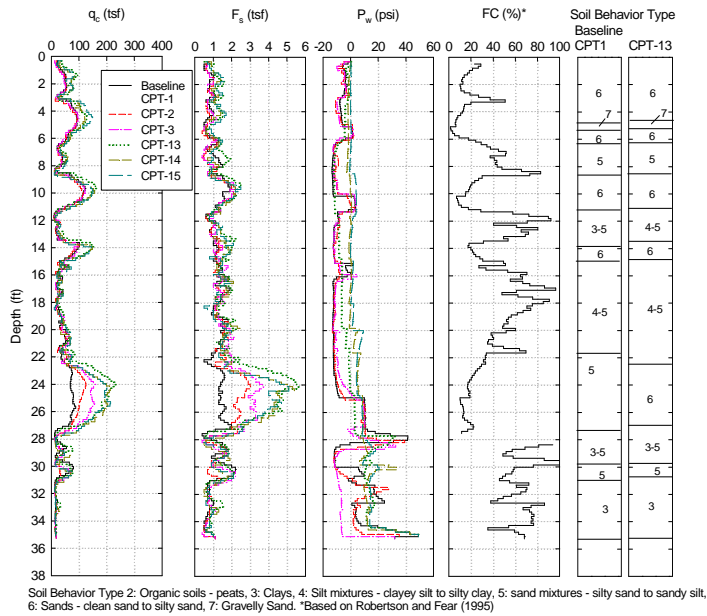 q_c (tsf)
F_s (tsf)
P_w (psi)
FC (%)*
Soil Behavior Type
Baseline
CPT1
CPT-13
0 100 200 300 400
0 1 2 3 4 5 6
-20 0 20 40 60
0 20 40 60 80 100
Depth (ft)
0
2
4
6
8
10
12
14
16
18
20
22
24
26
28
30
32
34
36
38
Baseline
CPT-1
CPT-2
CPT-3
CPT-13
CPT-14
CPT-15
6
7
6
5
6
3-5
6
4-5
5
3-5
5
3
6
7
6
5
6
4-5
6
4-5
6
3-5
5
3
Soil Behavior Type 2: Organic soils - peats, 3: Clays, 4: Silt mixtures - clayey silt to silty clay, 5: sand mixtures - silty sand to sandy silt,
6: Sands - clean sand to silty sand, 7: Gravelly Sand. *Based on Robertson and Fear (1995)